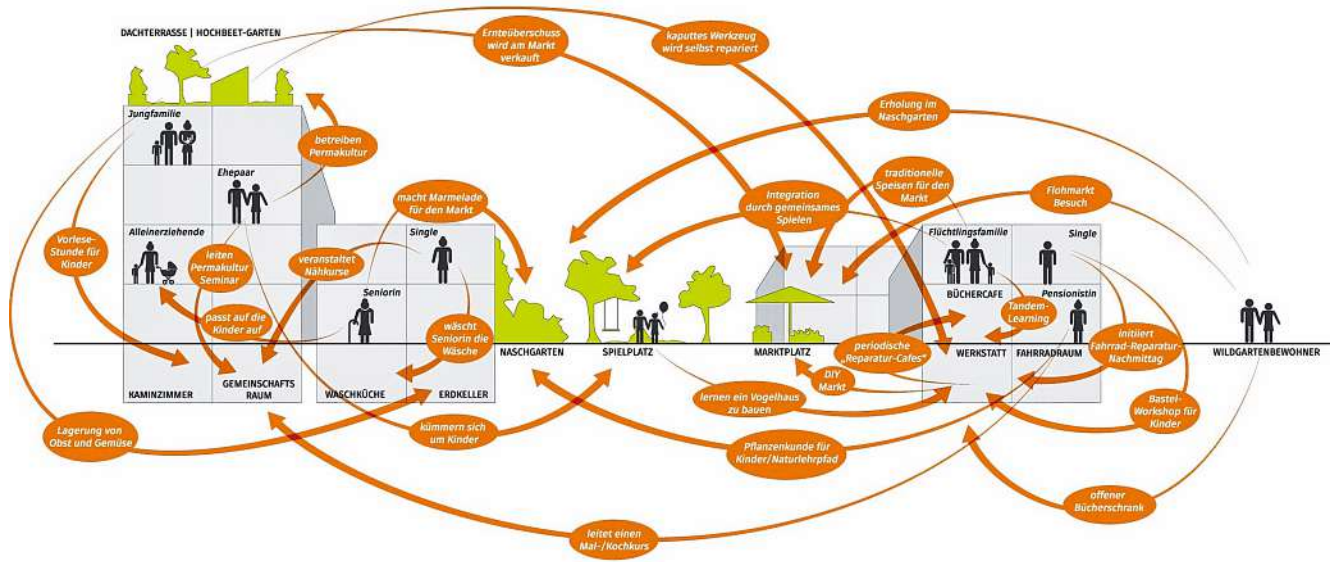 DACHTERRASSE | HOCHBEET-GARTEN
Ernteüberschuss
wird am Markt
verkauft
kaputtes Werkzeug
wird selbst repariert
Jungfamilie
betreiben
Permakultur
Erholung im
Naschgarten
Ehepaar
macht Marmelade
für den Markt
Integration
durch gemeinsames
Spielen
traditionelle
Speisen für den
Markt
Flohmarkt
Besuch
Vorlese-
Stunde für
Kinder
Alleinerziehende
leiten
Permakultur
Seminar
veranstaltet
Nähkurse
Single
Flüchtlingsfamilie
Single
Seniorin
BÜCHERCAFE
Pensionistin
passt auf die
Kinder auf
wäscht
Seniorin die
Wäsche
Tandem-
Learning
periodische
„Reparatur-Cafes“
initiiert
Fahrrad-Reparatur-
Nachmittag
NASCHGARTEN
SPIELPLATZ
MARKTPLATZ
WERKSTATT
FAHRRADRAUM
WILDGARTENBEWOHNER
KAMINZIMMER
GEMEINSCHAFTS
RAUM
WASCHKÜCHE
ERDKELLER
DIY
Markt
lernen ein Vogelhaus
zu bauen
Bastel-
Workshop für
Kinder
Lagerung von
Obst und Gemüse
kümmern sich
um Kinder
Pflanzenkunde für
Kinder/Naturlehrpfad
offener
Bücherschrank
leitet einen
Mal-/Kochkurs